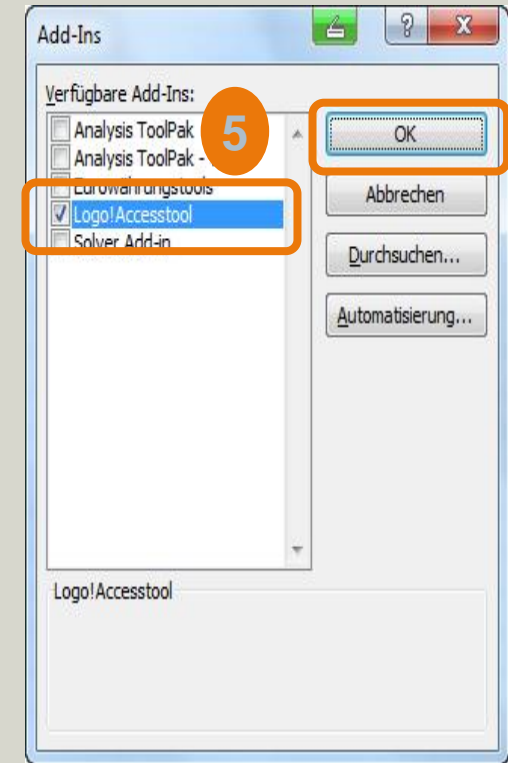 Add-Ins
?
X
Verfügbare Add-Ins:
Analysis ToolPak
Analysis ToolPak -
5
Eurowährungstools
Logo!Accesstool
Solver Add-in
OK
Abbrechen
Durchsuchen...
Automatisierung...
Logo!Accesstool